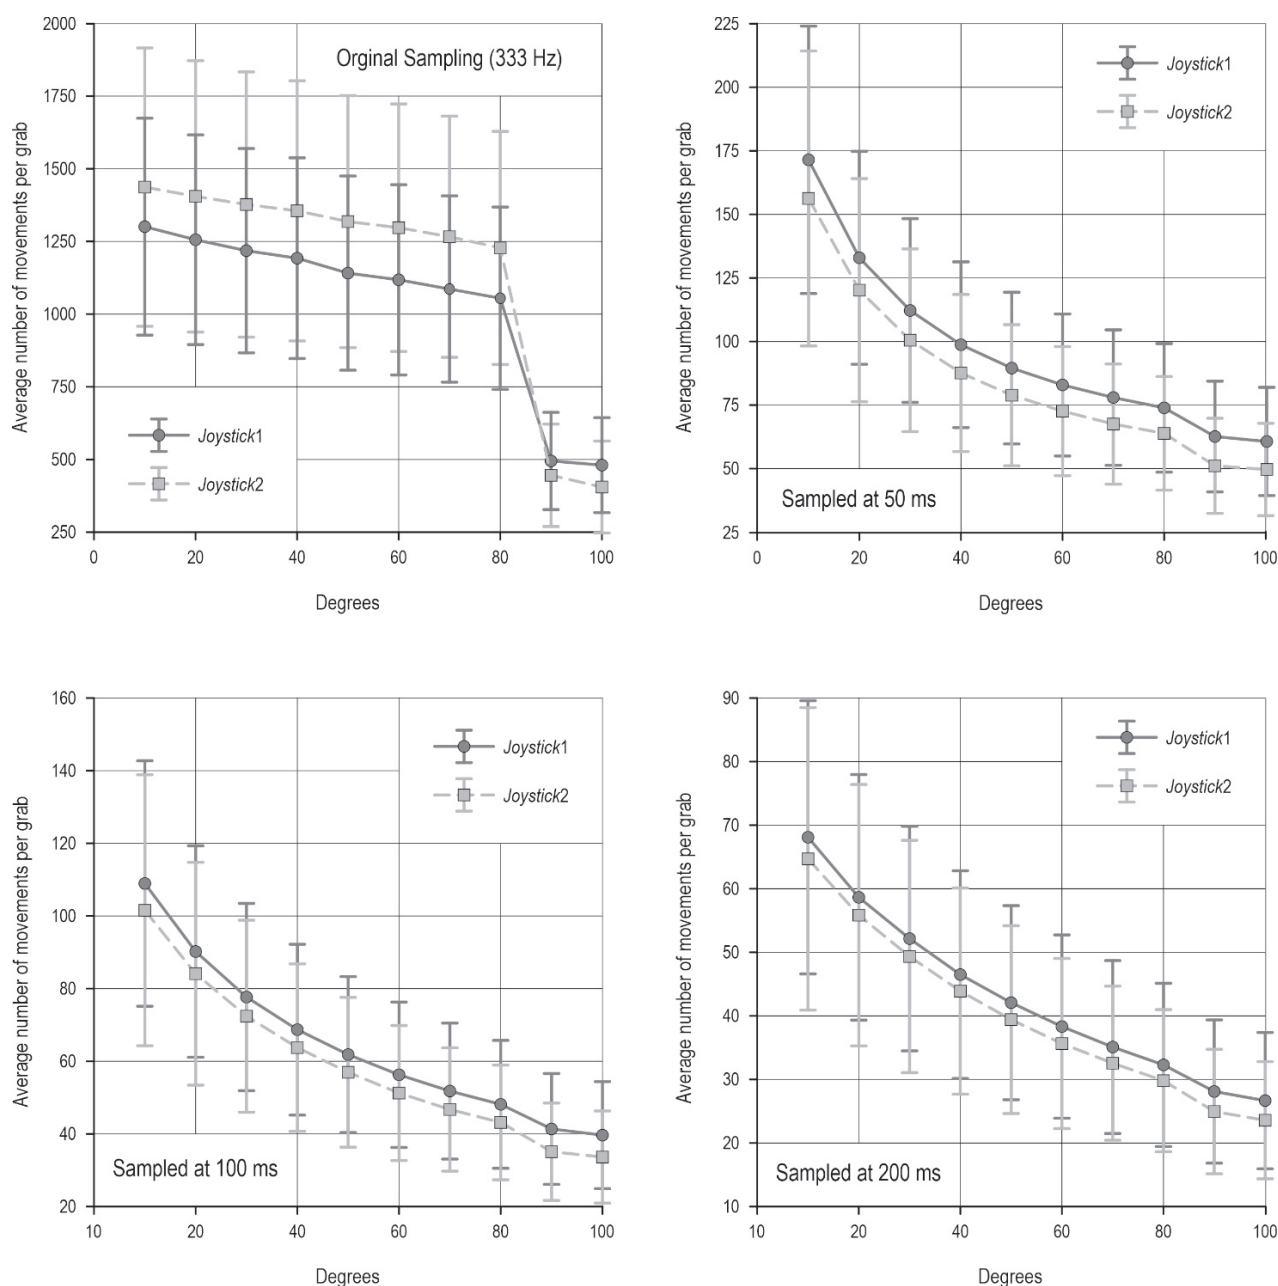 Orginal Sampling (333 Hz)
Average number of movements per grab
2000
1750
1500
1250
1000
750
500
250
Joystick1
Joystick2
0 20 40 60 80 100
Degrees
Average number of movements per grab
225
200
175
150
125
100
75
50
25
Joystick1
Joystick2
Sampled at 50 ms
0 20 40 60 80 100
Degrees
Average number of movements per grab
160
140
120
100
80
60
40
20
Joystick1
Joystick2
Sampled at 100 ms
10 20 40 60 80 100
Degrees
Average number of movements per grab
90
80
70
60
50
40
30
20
10
Joystick1
Joystick2
Sampled at 200 ms
10 20 40 60 80 100
Degrees